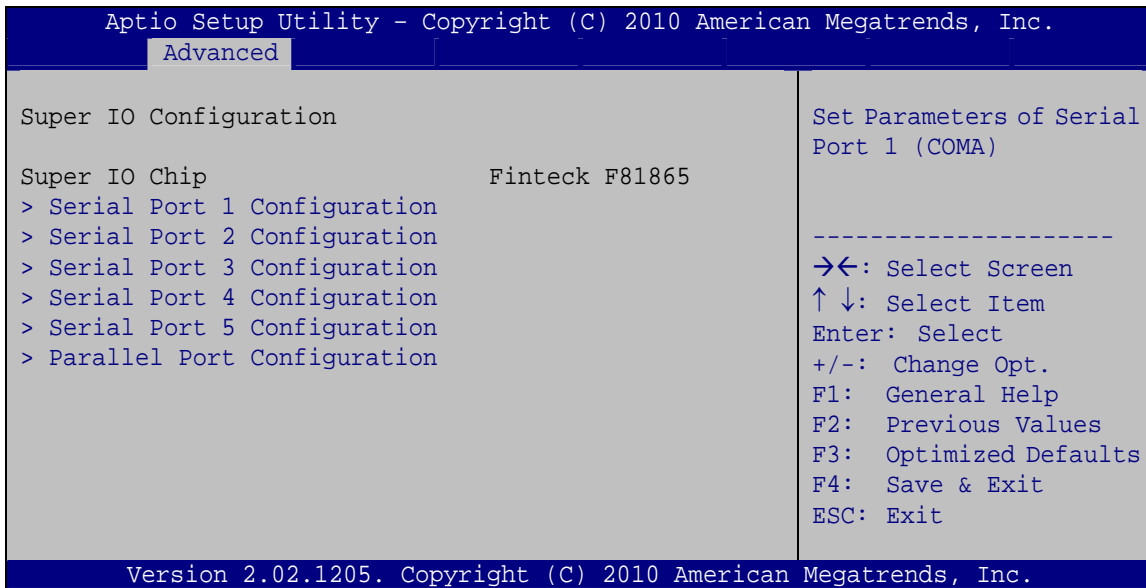 Aptio Setup Utility – Copyright (C) 2010 American Megatrends, Inc.
Advanced
Super IO Configuration
Super IO Chip Finteck F81865
> Serial Port 1 Configuration
> Serial Port 2 Configuration
> Serial Port 3 Configuration
> Serial Port 4 Configuration
> Serial Port 5 Configuration
> Parallel Port Configuration
Set Parameters of Serial
Port 1 (COMA)
---------------------
→←: Select Screen
↑ ↓: Select Item
Enter: Select
+/-: Change Opt.
F1: General Help
F2: Previous Values
F3: Optimized Defaults
F4: Save & Exit
ESC: Exit
Version 2.02.1205. Copyright (C) 2010 American Megatrends, Inc.